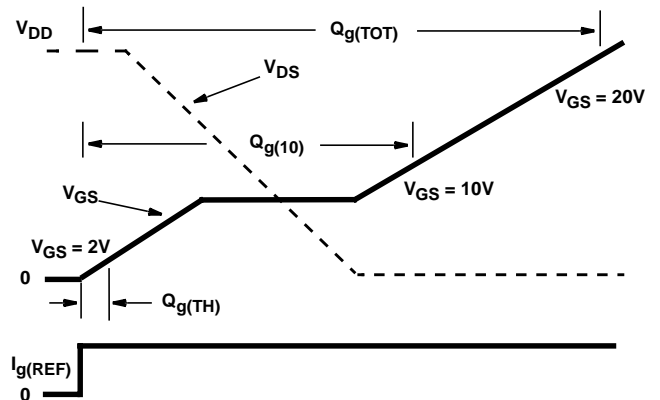 V_DD
Q_g(TOT)
V_DS
V_GS = 20V
Q_g(10)
V_GS
V_GS = 10V
V_GS = 2V
0
Q_g(TH)
I_g(REF)
0